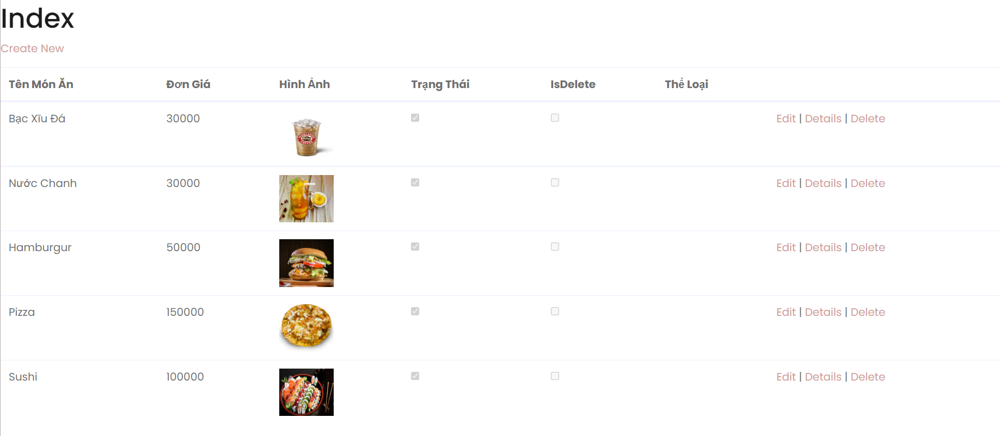 Index
Create New
Tên Món Ăn Đơn Giá Hình Ảnh Trạng Thái IsDelete Thể Loại
Bạc Xĩu Đá 30000 Edit | Details | Delete
HIGHLANDS COFFEE
Nước Chanh 30000 Edit | Details | Delete
Hamburgur 50000 Edit | Details | Delete
Pizza 150000 Edit | Details | Delete
Sushi 100000 Edit | Details | Delete